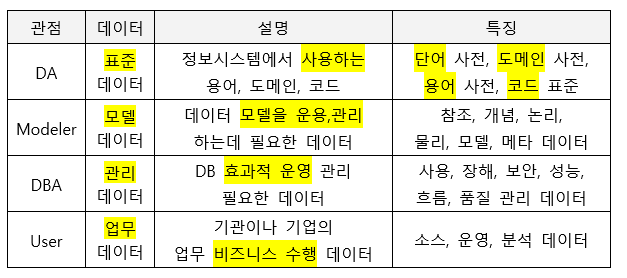 관점 데이터 설명 특징
DA
표준
데이터
정보시스템에서 사용하는
용어, 도메인, 코드
단어 사전, 도메인 사전,
용어 사전, 코드 표준
Modeler
모델
데이터
데이터 모델을 운용,관리
하는데 필요한 데이터
참조, 개념, 논리,
물리, 모델, 메타 데이터
DBA
관리
데이터
DB 효과적 운영 관리
필요한 데이터
사용, 장해, 보안, 성능,
흐름, 품질 관리 데이터
User
업무
데이터
기관이나 기업의
업무 비즈니스 수행 데이터
소스, 운영, 분석 데이터